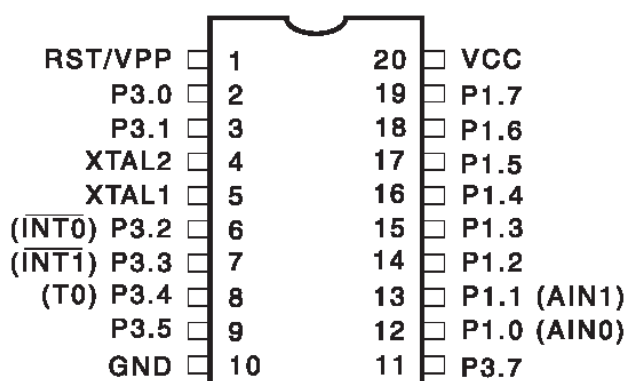 RST/VPP 1 20 VCC
P3.0 2 19 P1.7
P3.1 3 18 P1.6
XTAL2 4 17 P1.5
XTAL1 5 16 P1.4
(I̅N̅T̅0̅) P3.2 6 15 P1.3
(I̅N̅T̅1̅) P3.3 7 14 P1.2
(T0) P3.4 8 13 P1.1 (AIN1)
P3.5 9 12 P1.0 (AIN0)
GND 10 11 P3.7